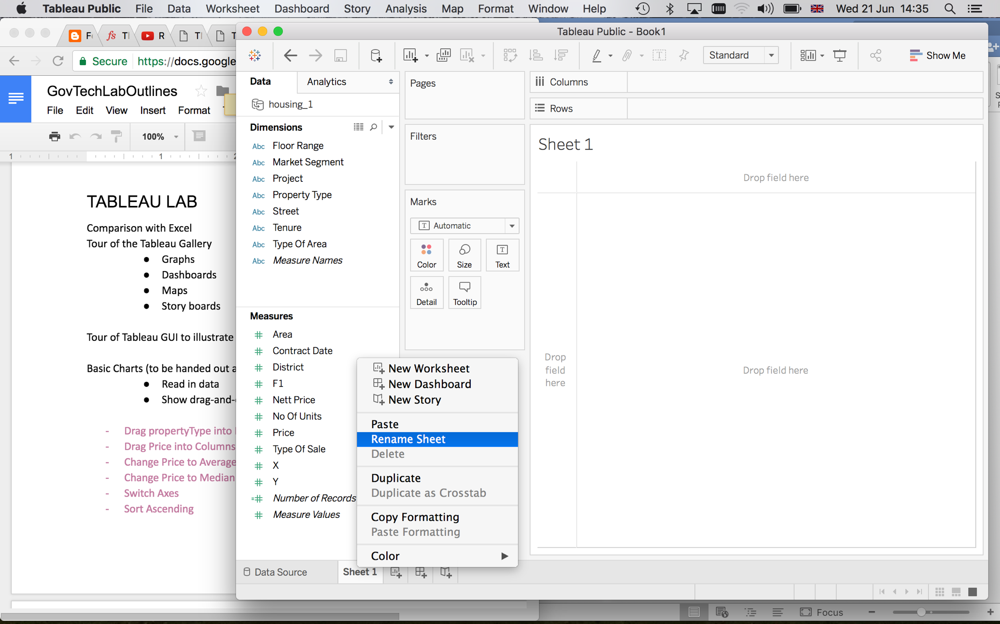 Tableau Public File Data Worksheet Dashboard Story Analysis Map Format Window Help Wed 21 Jun 14:35
Tableau Public - Book1
Secure https://docs.google
GovTechLabOutlines
File Edit View Insert Format
100%
1 1 2
TABLEAU LAB
Comparison with Excel
Tour of the Tableau Gallery
● Graphs
● Dashboards
● Maps
● Story boards
Tour of Tableau GUI to illustrate
Basic Charts (to be handed out a
● Read in data
● Show drag-and-
- Drag propertyType into
- Drag Price into Columns
- Change Price to Average
- Change Price to Median
- Switch Axes
- Sort Ascending
Standard
Show Me
Data Analytics
housing_1
Dimensions
Abc Floor Range
Abc Market Segment
Abc Project
Abc Property Type
Abc Street
Abc Tenure
Abc Type Of Area
Abc Measure Names
Measures
# Area
# Contract Date
# District
# F1
# Nett Price
# No Of Units
# Price
# Type Of Sale
# X
# Y
=# Number of Records
# Measure Values
Pages
Filters
Marks
T Automatic
Color Size Text
Detail Tooltip
Columns
Rows
Sheet 1
Drop field here
Drop
field
here
Drop field here
New Worksheet
New Dashboard
New Story
Paste
Rename Sheet
Delete
Duplicate
Duplicate as Crosstab
Copy Formatting
Paste Formatting
Color
Data Source Sheet 1
Focus